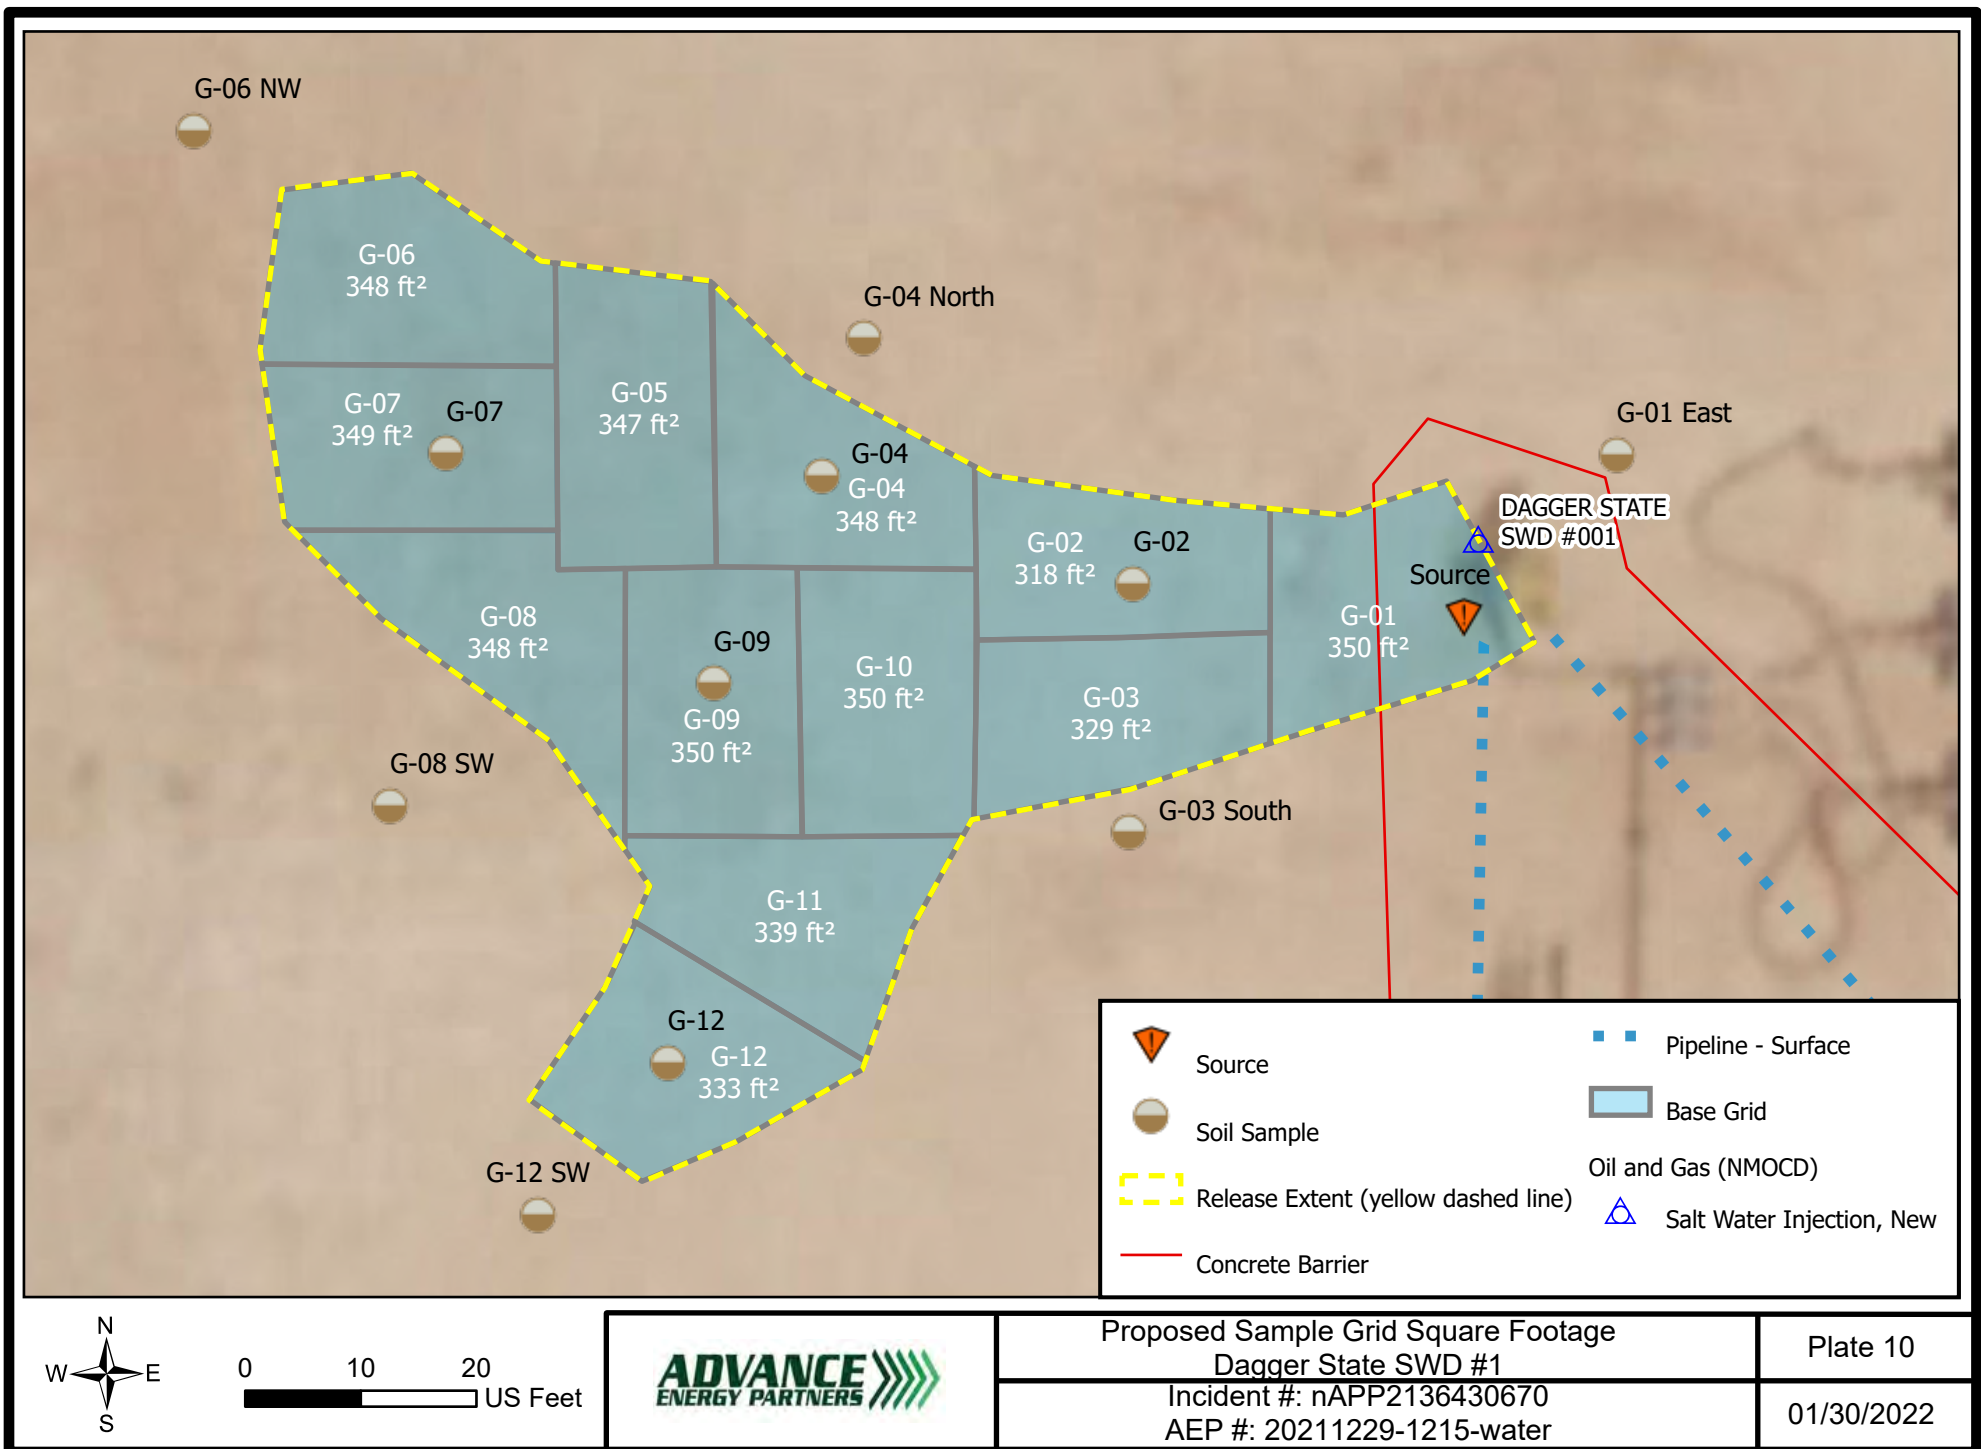 G-06 NW
G-06
348 ft²
G-04 North
G-07
349 ft²
G-07
G-05
347 ft²
G-04
G-04
348 ft²
G-01 East
DAGGER STATE
SWD #001
G-02
318 ft²
G-02
Source
G-01
350 ft²
G-08
348 ft²
G-09
G-09
350 ft²
G-10
350 ft²
G-03
329 ft²
G-08 SW
G-03 South
G-11
339 ft²
G-12
G-12
333 ft²
G-12 SW
Source
Soil Sample
Release Extent (yellow dashed line)
Concrete Barrier
Pipeline - Surface
Base Grid
Oil and Gas (NMOCD)
Salt Water Injection, New
N
W
E
S
0 10 20
US Feet
ADVANCE
ENERGY PARTNERS
Proposed Sample Grid Square Footage
Dagger State SWD #1
Incident #: nAPP2136430670
AEP #: 20211229-1215-water
Plate 10
01/30/2022